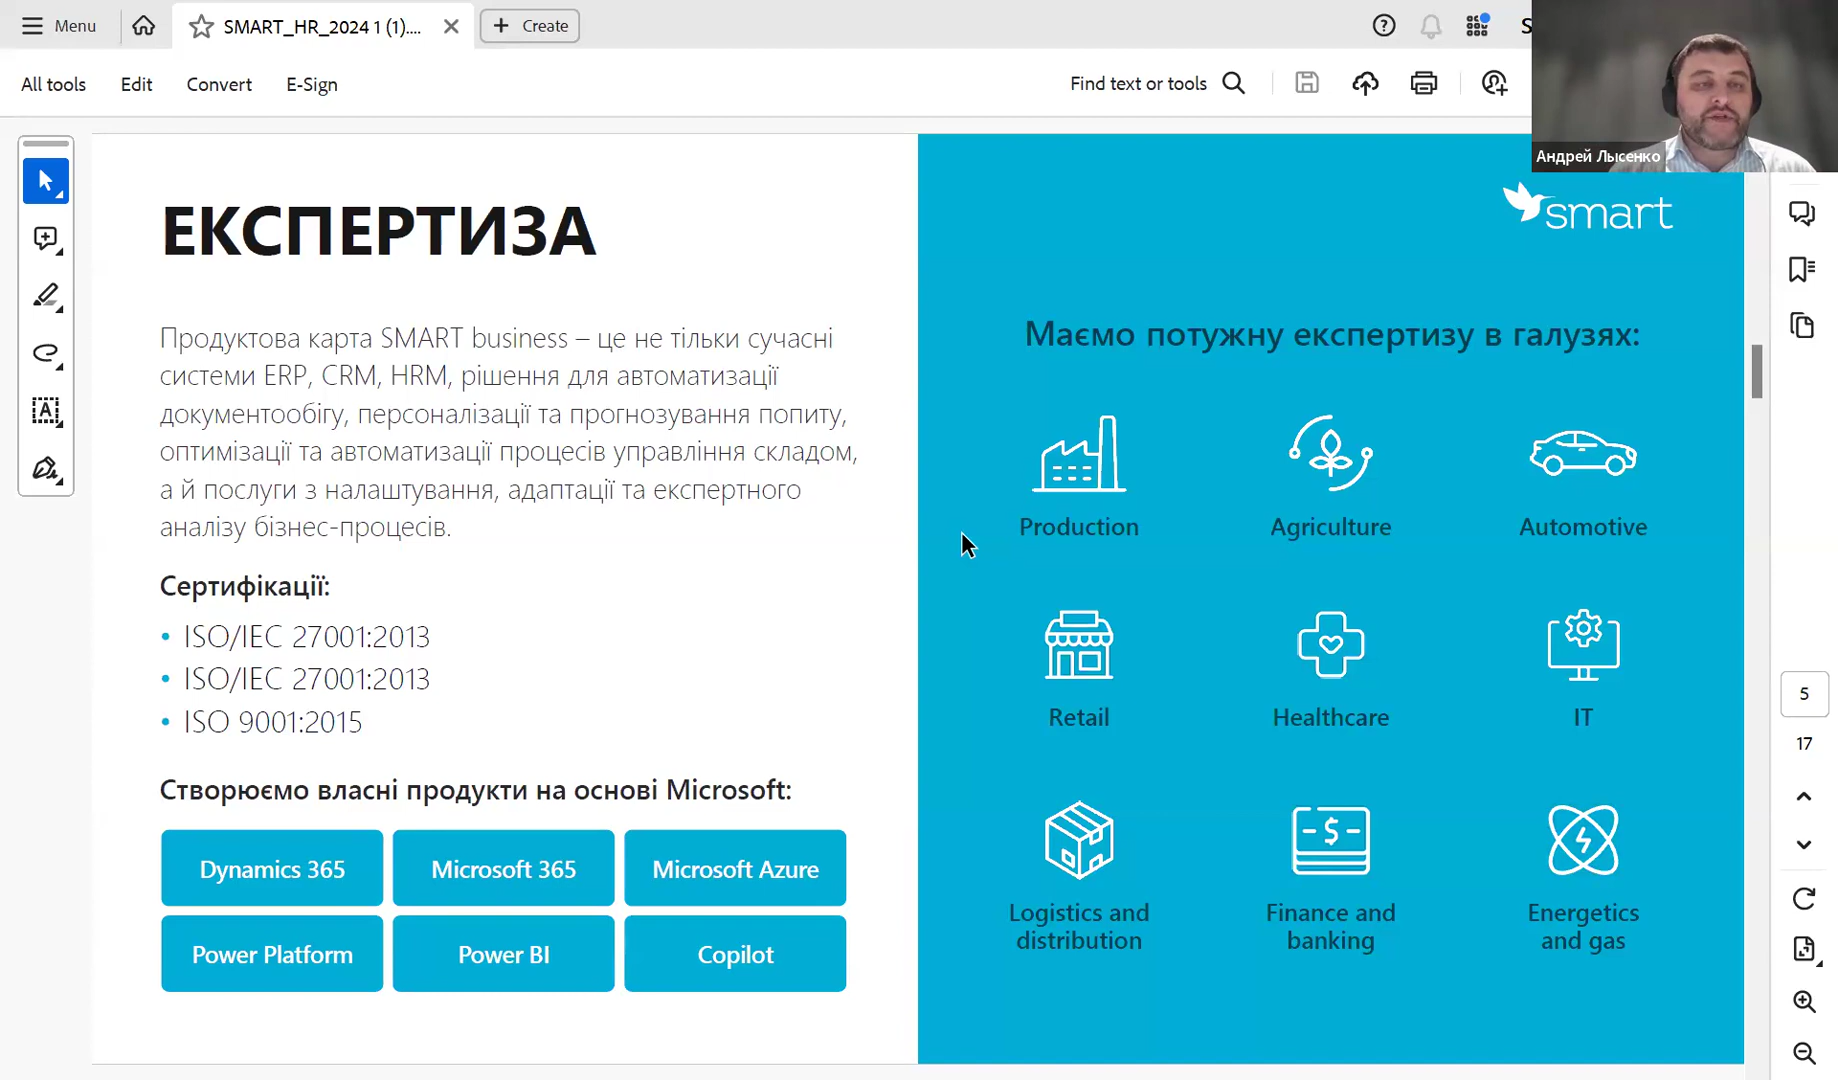 Menu
SMART_HR_2024 1 (1)....
Create
S
All tools
Edit
Convert
E-Sign
Find text or tools
Андрей Лысенко
ЕКСПЕРТИЗА
Продуктова карта SMART business – це не тільки сучасні
системи ERP, CRM, HRM, рішення для автоматизації
документообігу, персоналізації та прогнозування попиту,
оптимізації та автоматизації процесів управління складом,
а й послуги з налаштування, адаптації та експертного
аналізу бізнес-процесів.
Сертифікації:
• ISO/IEC 27001:2013
• ISO/IEC 27001:2013
• ISO 9001:2015
Створюємо власні продукти на основі Microsoft:
Dynamics 365
Microsoft 365
Microsoft Azure
Power Platform
Power BI
Copilot
smart
Маємо потужну експертизу в галузях:
Production
Agriculture
Automotive
Retail
Healthcare
IT
Logistics and
distribution
Finance and
banking
Energetics
and gas
5
17